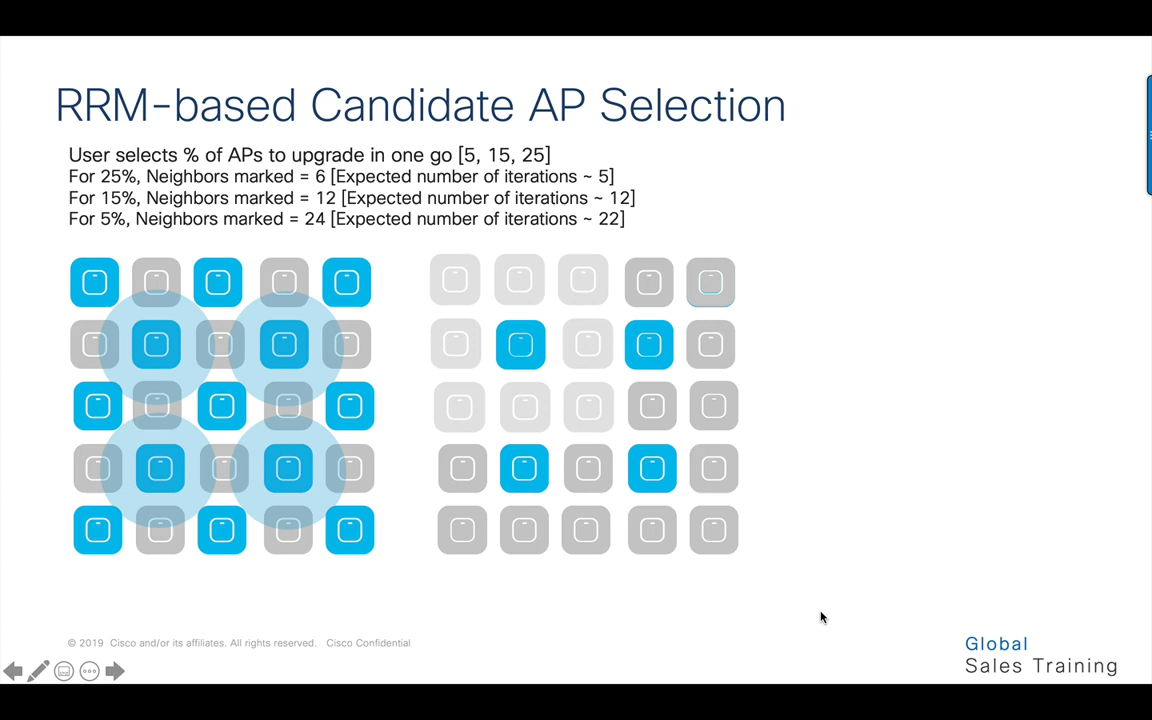 RRM-based Candidate AP Selection
User selects % of APs to upgrade in one go [5, 15, 25]
For 25%, Neighbors marked = 6 [Expected number of iterations ~ 5]
For 15%, Neighbors marked = 12 [Expected number of iterations ~ 12]
For 5%, Neighbors marked = 24 [Expected number of iterations ~ 22]
© 2019 Cisco and/or its affiliates. All rights reserved. Cisco Confidential
Global
Sales Training